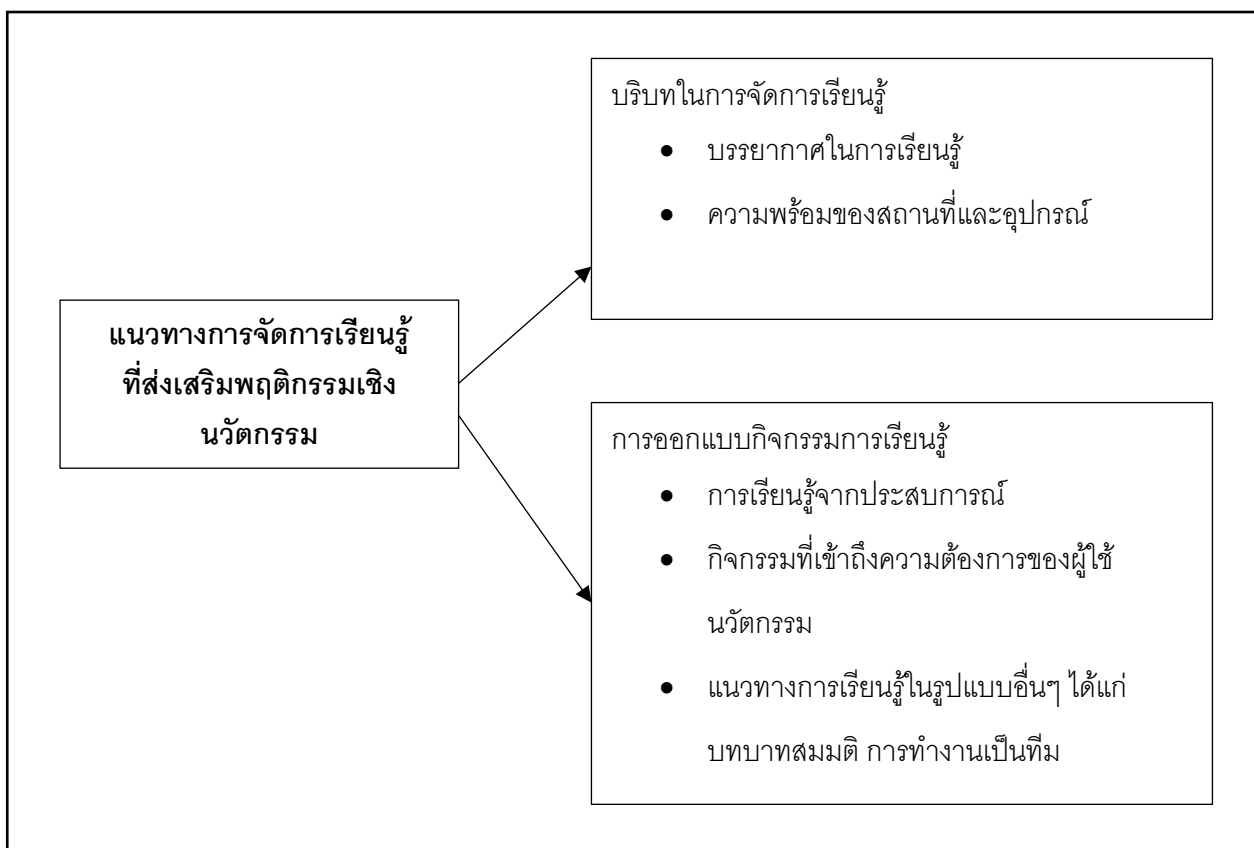 แนวทางการจัดการเรียนรู้
ที่ส่งเสริมพฤติกรรมเชิง
นวัตกรรม
บริบทในการจัดการเรียนรู้
• บรรยากาศในการเรียนรู้
• ความพร้อมของสถานที่และอุปกรณ์
การออกแบบกิจกรรมการเรียนรู้
• การเรียนรู้จากประสบการณ์
• กิจกรรมที่เข้าถึงความต้องการของผู้ใช้
นวัตกรรม
• แนวทางการเรียนรู้ในรูปแบบอื่นๆ ได้แก่
บทบาทสมมติ การทำงานเป็นทีม